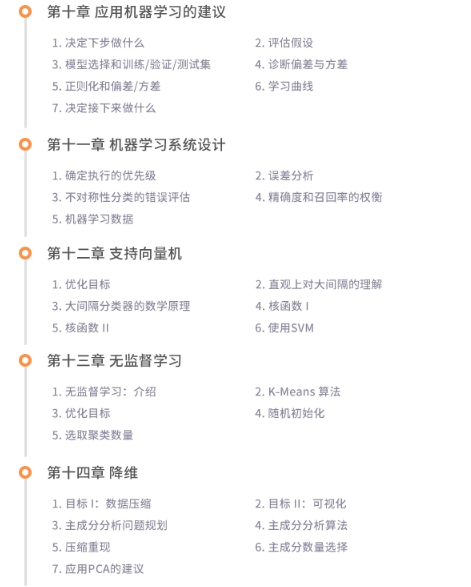 第十章 应用机器学习的建议
1. 决定下步做什么
2. 评估假设
3. 模型选择和训练/验证/测试集
4. 诊断偏差与方差
5. 正则化和偏差/方差
6. 学习曲线
7. 决定接下来做什么
第十一章 机器学习系统设计
1. 确定执行的优先级
2. 误差分析
3. 不对称性分类的错误评估
4. 精确度和召回率的权衡
5. 机器学习数据
第十二章 支持向量机
1. 优化目标
2. 直观上对大间隔的理解
3. 大间隔分类器的数学原理
4. 核函数 I
5. 核函数 II
6. 使用SVM
第十三章 无监督学习
1. 无监督学习：介绍
2. K-Means 算法
3. 优化目标
4. 随机初始化
5. 选取聚类数量
第十四章 降维
1. 目标 I：数据压缩
2. 目标 II：可视化
3. 主成分分析问题规划
4. 主成分分析算法
5. 压缩重现
6. 主成分数量选择
7. 应用PCA的建议